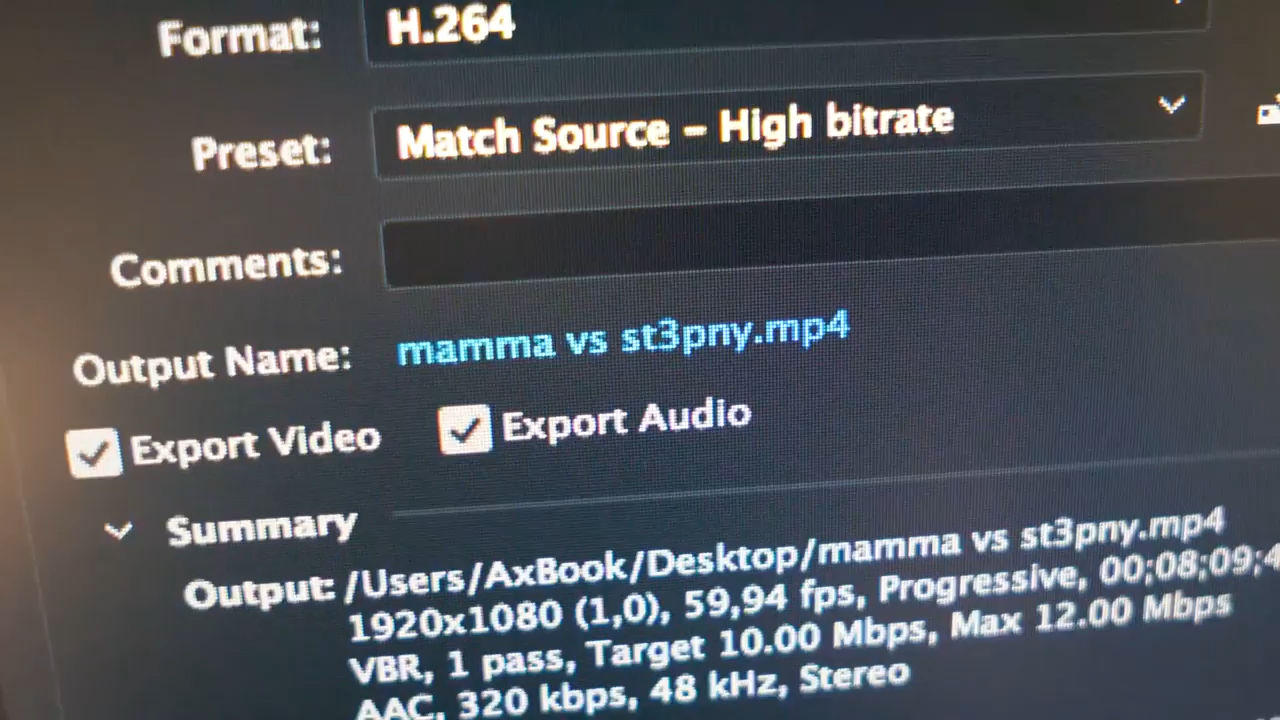 Format: H.264
Preset: Match Source – High bitrate
Comments:
Output Name: mamma vs st3pny.mp4
Export Video Export Audio
Summary
Output: /Users/AxBook/Desktop/mamma vs st3pny.mp4
1920x1080 (1,0), 59,94 fps, Progressive, 00;08;09;4
VBR, 1 pass, Target 10.00 Mbps, Max 12.00 Mbps
AAC, 320 kbps, 48 kHz, Stereo